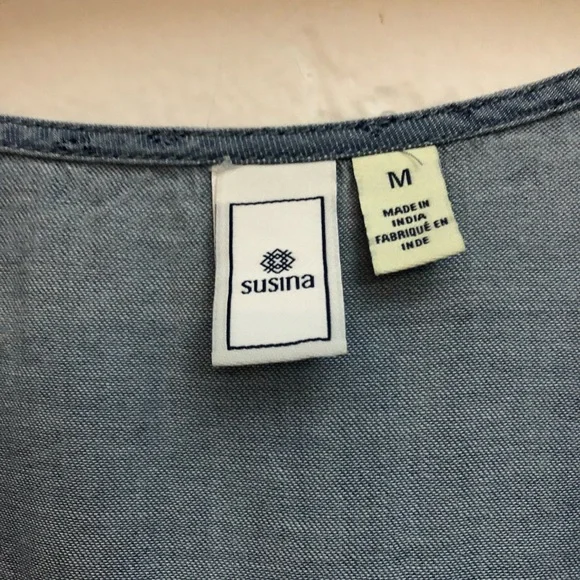 susina
M
MADE IN
INDIA
FABRIQUÉ EN
INDE